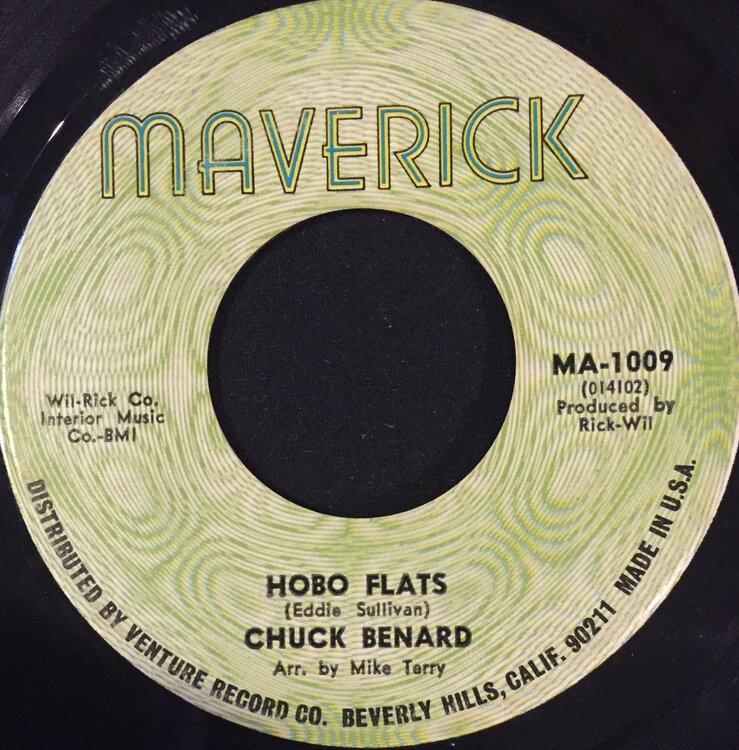 MAVERICK
MA-1009
(014102)
Produced by
Rick-Wil
Wil-Rick Co.
Interior Music
Co.-BMI
HOBO FLATS
(Eddie Sullivan)
CHUCK BENARD
Arr. by Mike Terry
DISTRIBUTED BY VENTURE RECORD CO. BEVERLY HILLS, CALIF. 90211 MADE IN U.S.A.